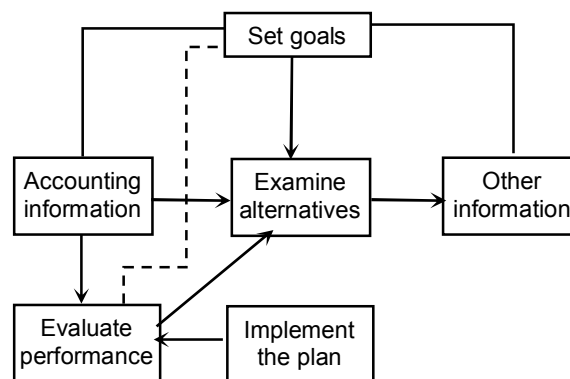 Set goals
Accounting
information
Examine
alternatives
Other
information
Evaluate
performance
Implement
the plan